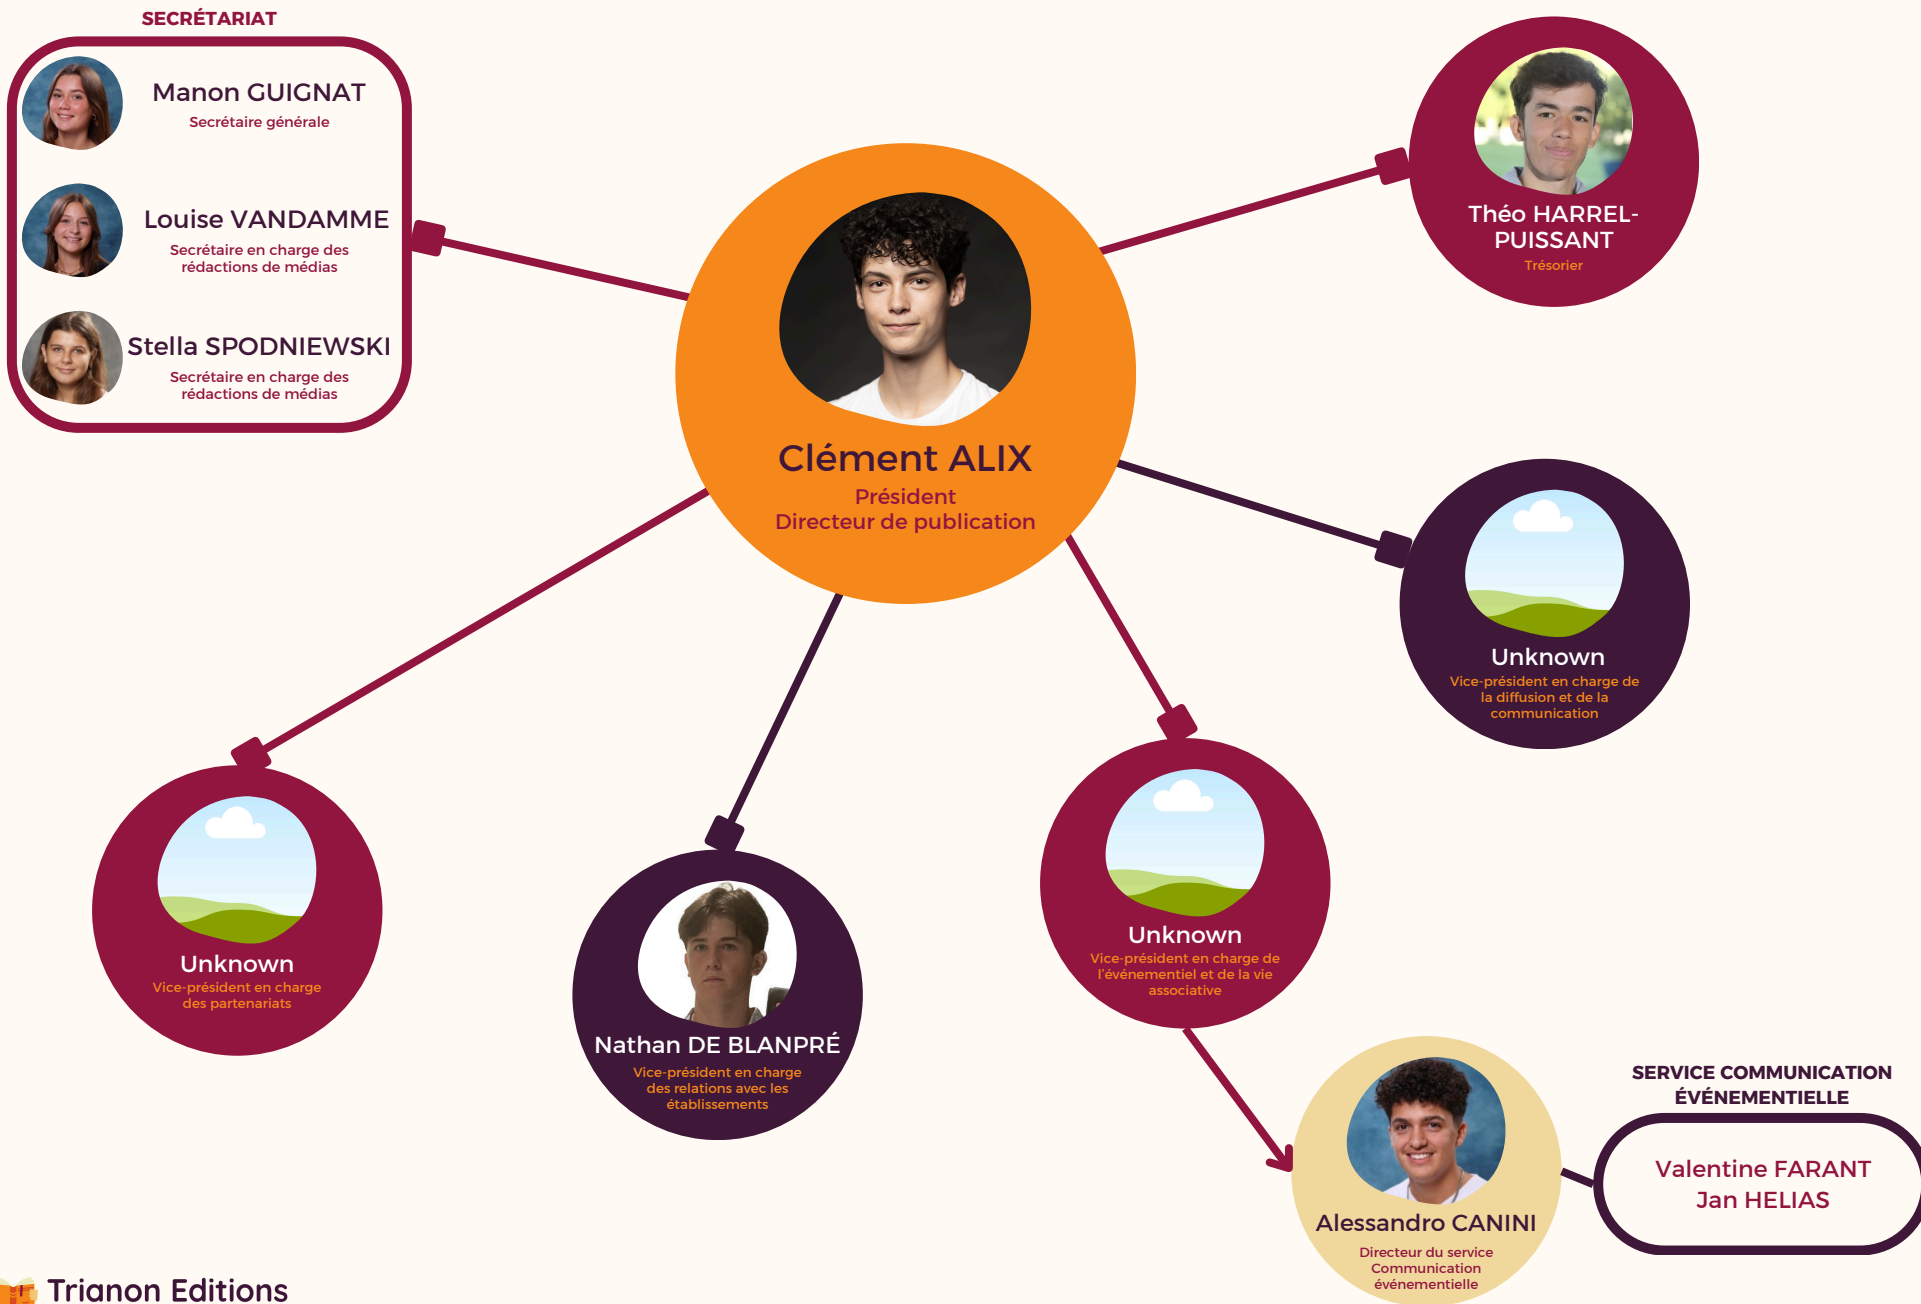 SECRÉTARIAT
Manon GUIGNAT
Secrétaire générale
Louise VANDAMME
Secrétaire en charge des
rédactions de médias
Stella SPODNIEWSKI
Secrétaire en charge des
rédactions de médias
Clément ALIX
Président
Directeur de publication
Théo HARREL-
PUISSANT
Trésorier
Unknown
Vice-président en charge de
la diffusion et de la
communication
Unknown
Vice-président en charge
des partenariats
Nathan DE BLANPRÉ
Vice-président en charge
des relations avec les
établissements
Unknown
Vice-président en charge de
l'événementiel et de la vie
associative
Alessandro CANINI
Directeur du service
Communication
événementielle
SERVICE COMMUNICATION
ÉVÉNEMENTIELLE
Valentine FARANT
Jan HELIAS
Trianon Editions